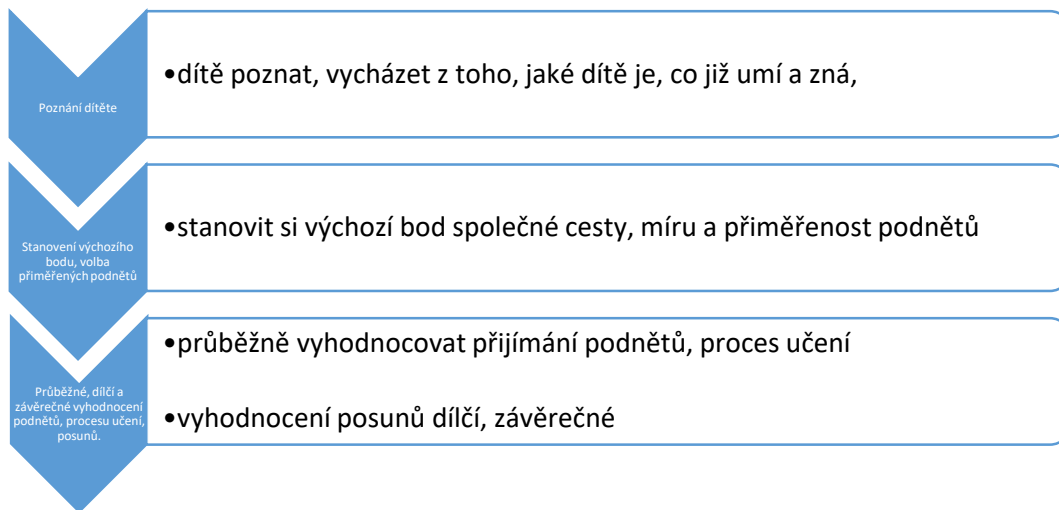 Poznání dítěte
•dítě poznat, vycházet z toho, jaké dítě je, co již umí a zná,
Stanovení výchozího
bodu, volba
přiměřených podnětů
•stanovit si výchozí bod společné cesty, míru a přiměřenost podnětů
Průběžné, dílčí a
závěrečné vyhodnocení
podnětů, procesu učení,
posunů.
•průběžně vyhodnocovat přijímání podnětů, proces učení
•vyhodnocení posunů dílčí, závěrečné